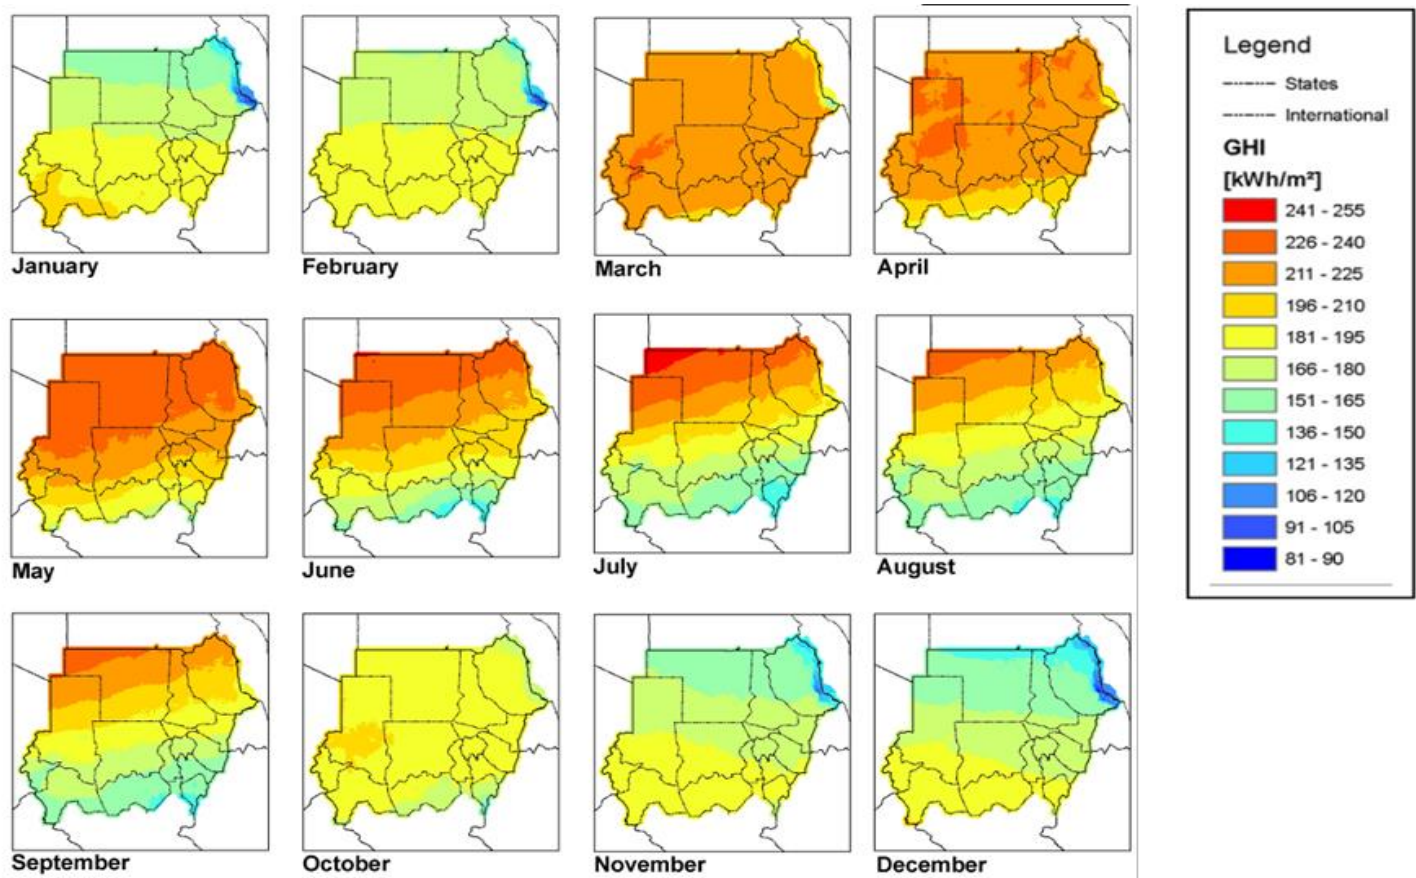 January
February
March
April
May
June
July
August
September
October
November
December
Legend
States
International
GHI
[kWh/m²]
241 - 255
226 - 240
211 - 225
196 - 210
181 - 195
166 - 180
151 - 165
136 - 150
121 - 135
106 - 120
91 - 105
81 - 90